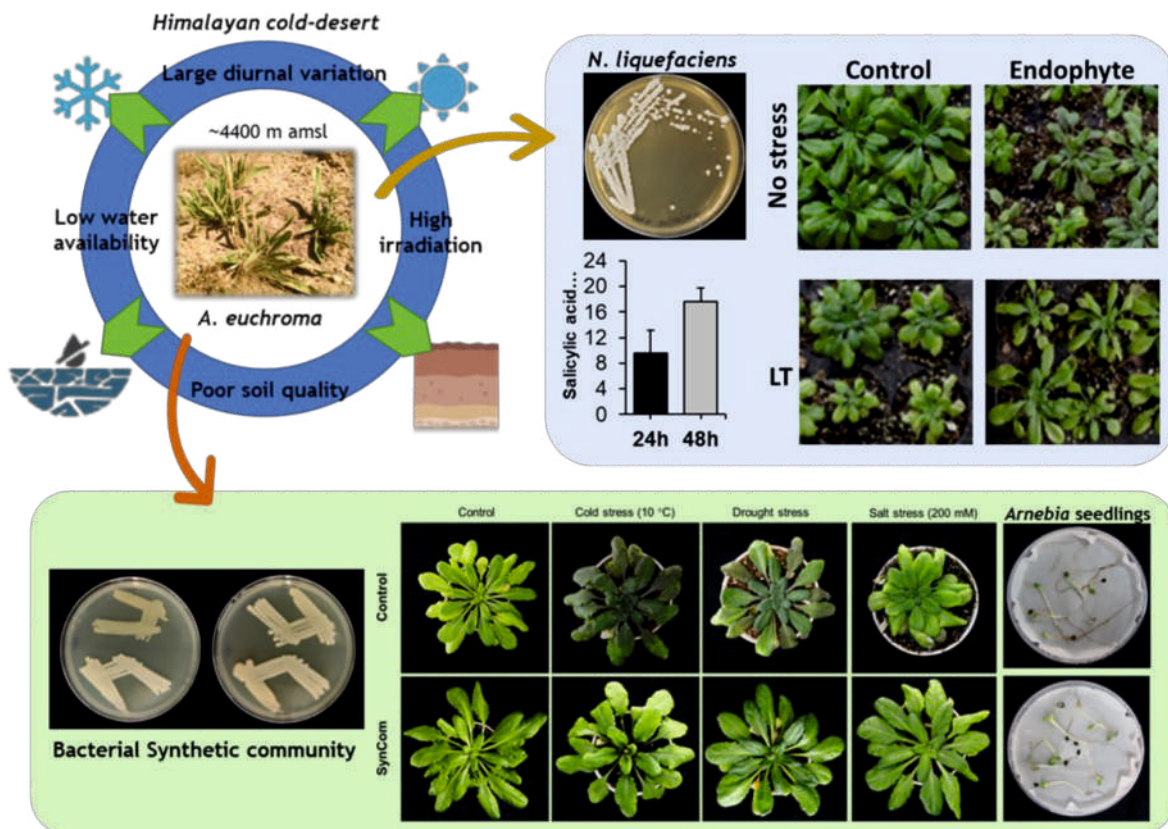 Himalayan cold-desert
Large diurnal variation
~4400 m amsl
Low water
availability
High
irradiation
A. euchroma
Poor soil quality
N. liquefaciens
Control
Endophyte
No stress
LT
Salicylic acid...
24
20
16
12
8
4
0
24h
48h
Bacterial Synthetic community
Control
Cold stress (10 °C)
Drought stress
Salt stress (200 mM)
Arnebia seedlings
Control
SynCom